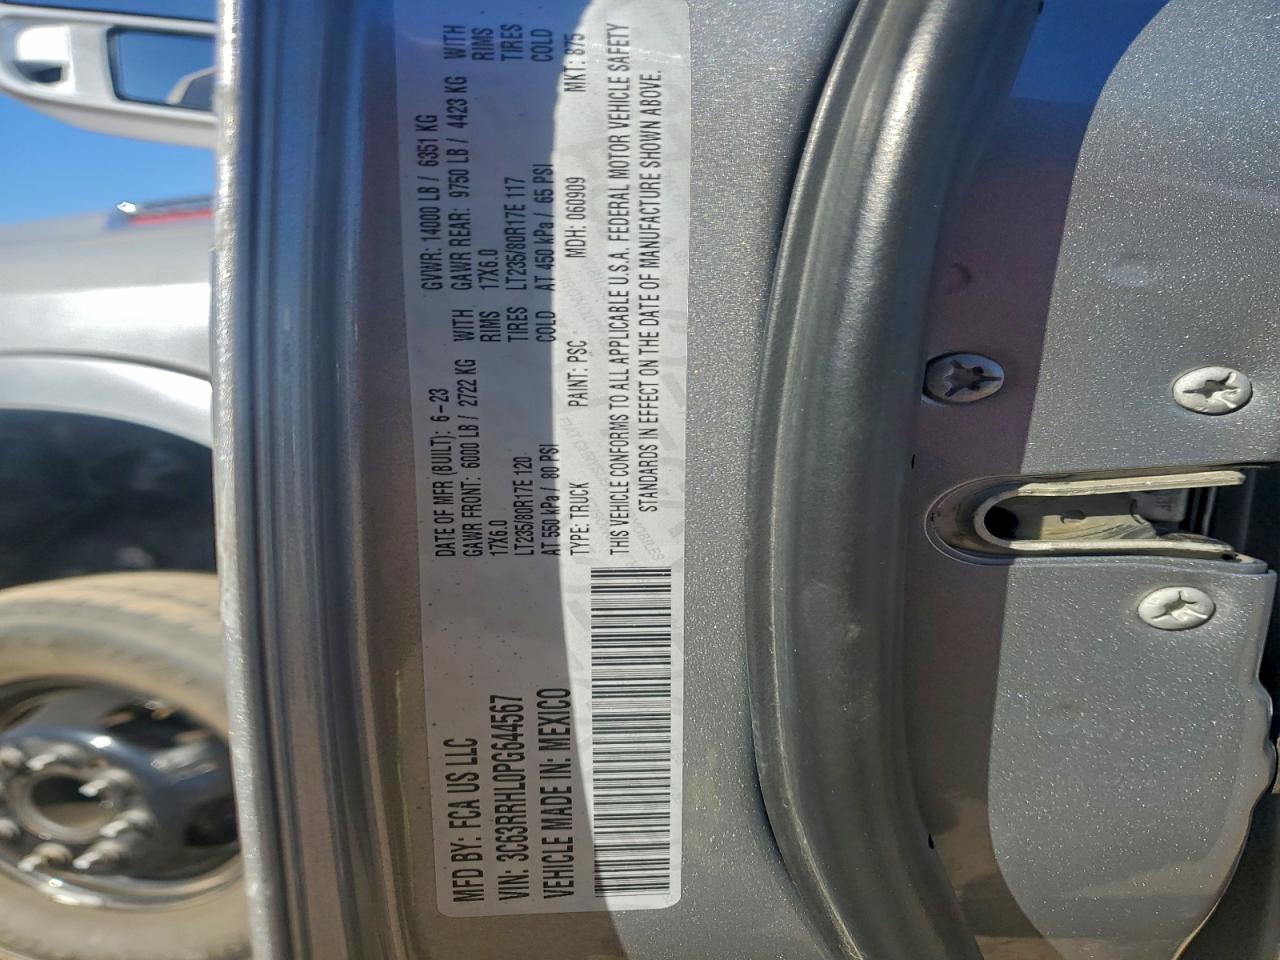 MFD BY: FCA US LLC
DATE OF MFR (BUILT): 6-23
GVWR: 14000 LB / 6351 KG
VIN: 3C63RRHL0PG644567
GAWR FRONT: 6000 LB / 2722 KG WITH
17X6.0 RIMS
LT235/80R17E 120 TIRES
AT 550 kPa / 80 PSI COLD
GAWR REAR: 9750 LB / 4423 KG WITH
17X6.0 RIMS
LT235/80R17E 117 TIRES
AT 450 kPa / 65 PSI COLD
VEHICLE MADE IN: MEXICO
TYPE: TRUCK PAINT: PSC MDH: 060909 MKT: 875
THIS VEHICLE CONFORMS TO ALL APPLICABLE U.S.A. FEDERAL MOTOR VEHICLE SAFETY
STANDARDS IN EFFECT ON THE DATE OF MANUFACTURE SHOWN ABOVE.